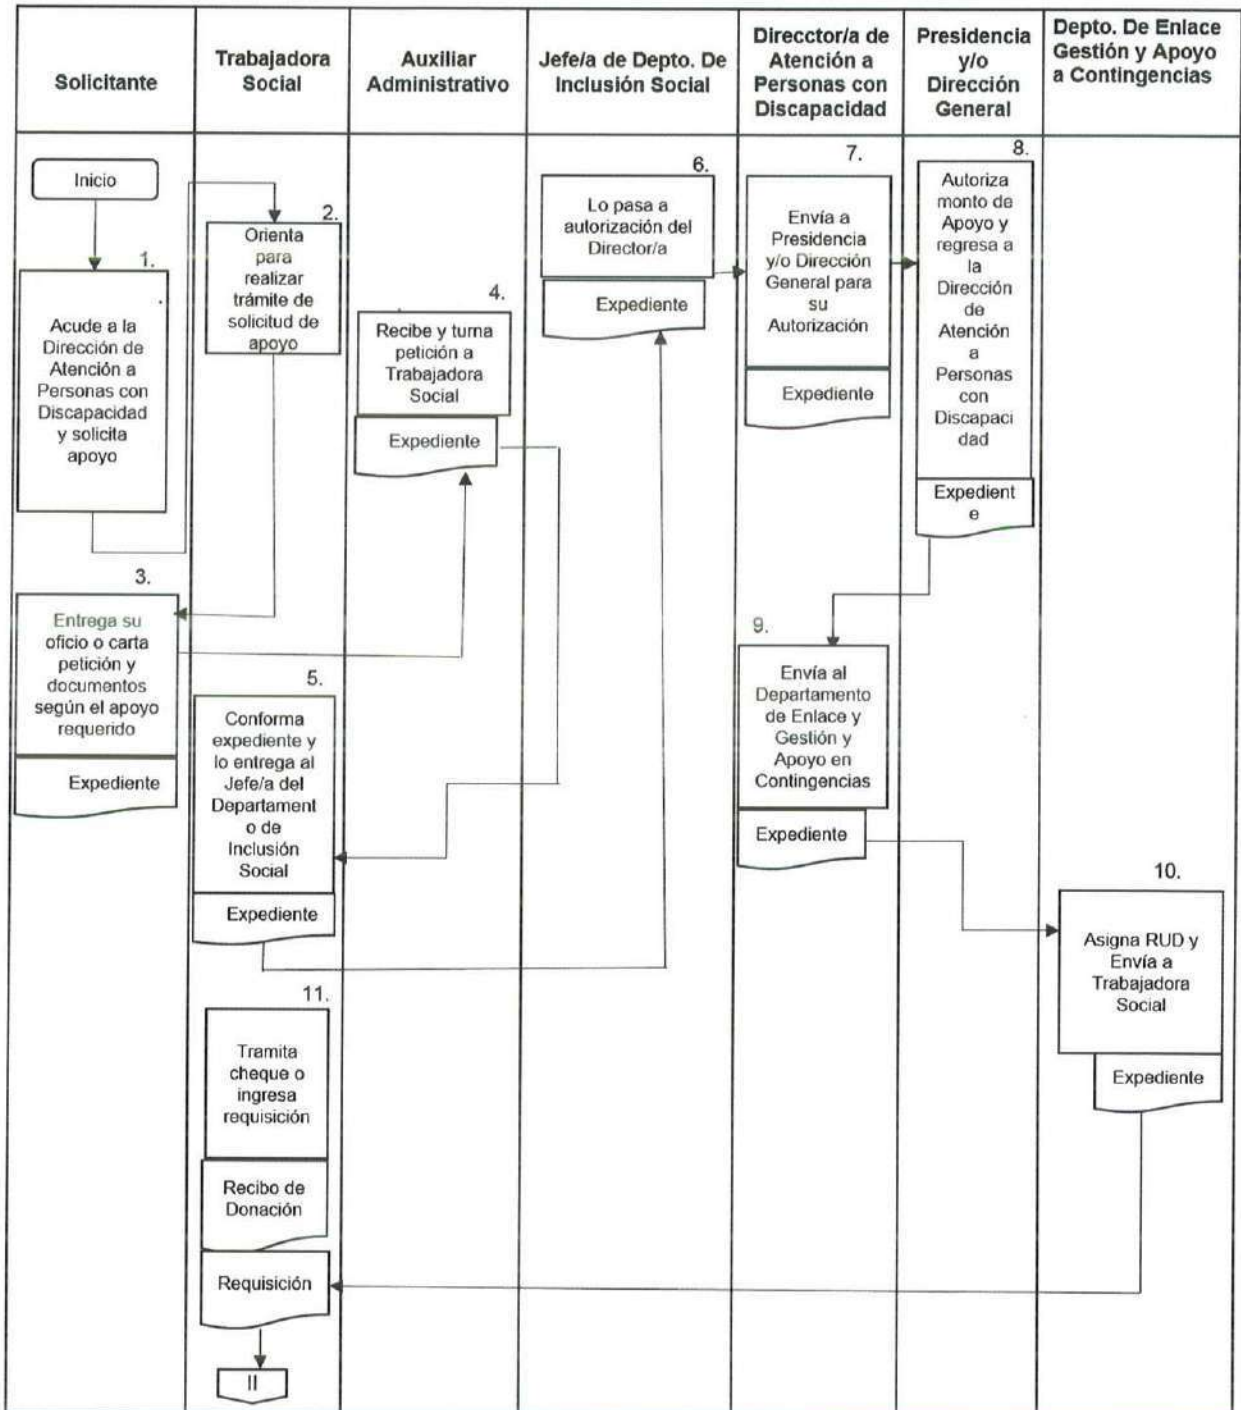 Solicitante
Trabajadora
Social
Auxiliar
Administrativo
Jefe/a de Depto. De
Inclusión Social
Direcctor/a de
Atención a
Personas con
Discapacidad
Presidencia
y/o
Dirección
General
Depto. De Enlace
Gestión y Apoyo
a Contingencias
Inicio
1.
Acude a la
Dirección de
Atención a
Personas con
Discapacidad
y solicita
apoyo
2.
Orienta
para
realizar
trámite de
solicitud de
apoyo
3.
Entrega su
oficio o carta
petición y
documentos
según el apoyo
requerido
Expediente
4.
Recibe y turna
petición a
Trabajadora
Social
Expediente
5.
Conforma
expediente y
lo entrega al
Jefe/a del
Departament
o de
Inclusión
Social
Expediente
6.
Lo pasa a
autorización del
Director/a
Expediente
7.
Envía a
Presidencia
y/o Dirección
General para
su
Autorización
Expediente
8.
Autoriza
monto de
Apoyo y
regresa a
la
Dirección
de
Atención
a
Personas
con
Discapaci
dad
Expedient
e
9.
Envía al
Departamento
de Enlace y
Gestión y
Apoyo en
Contingencias
Expediente
10.
Asigna RUD y
Envía a
Trabajadora
Social
Expediente
11.
Tramita
cheque o
ingresa
requisición
Recibo de
Donación
Requisición
II